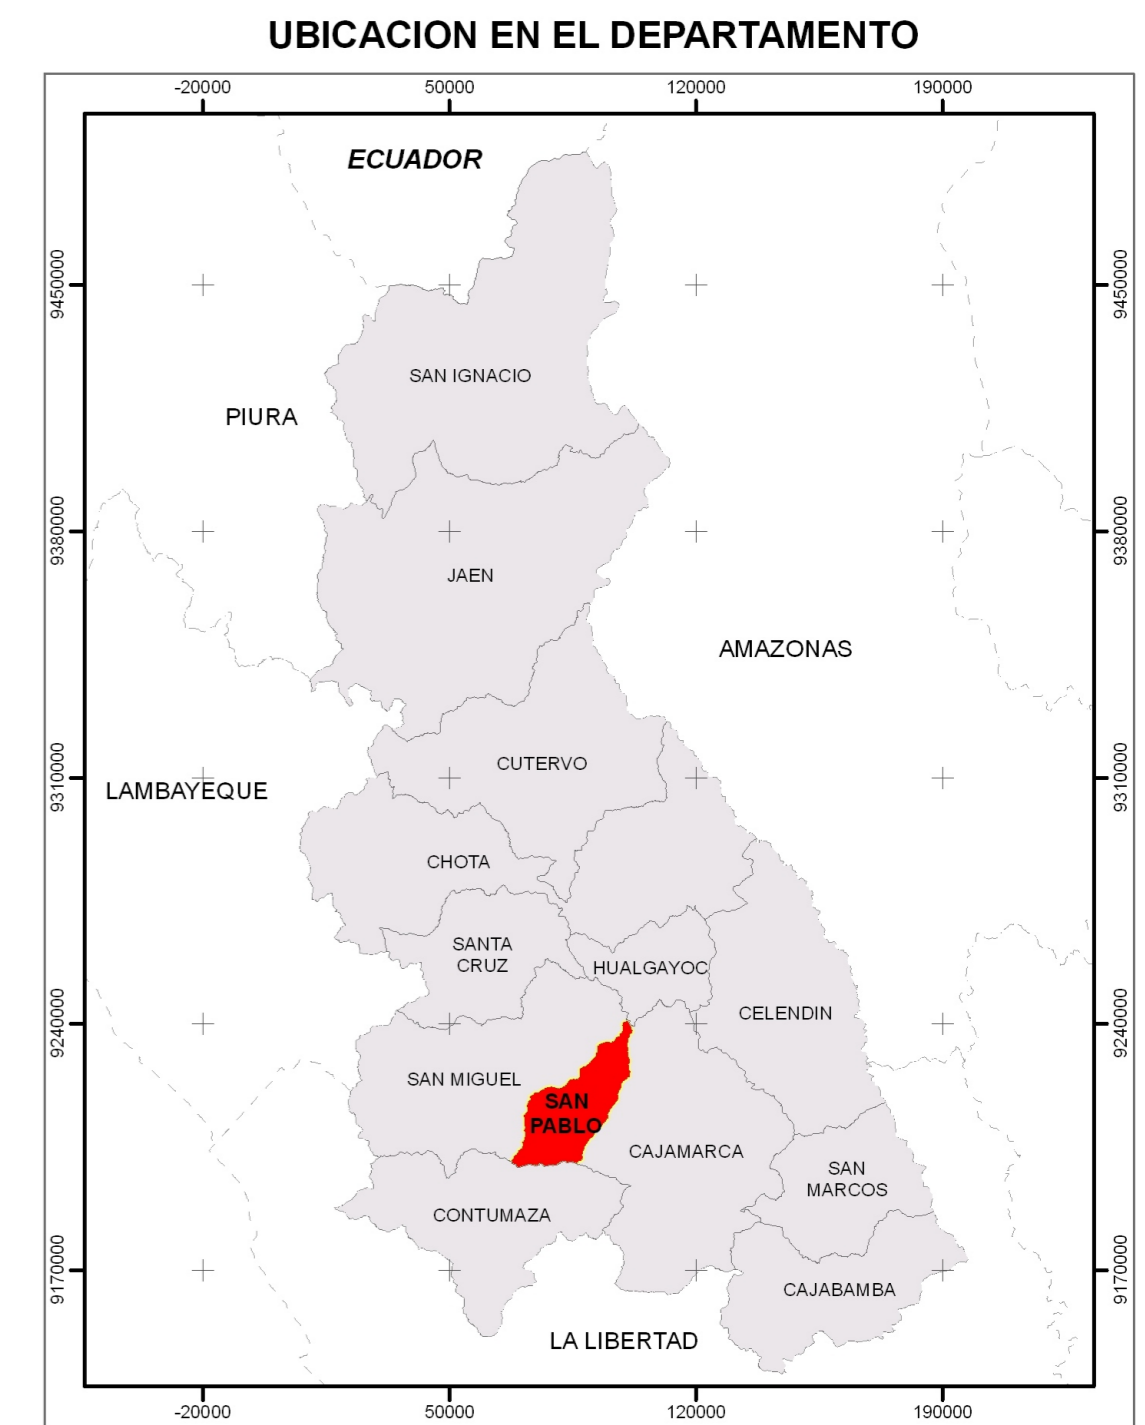 UBICACION EN EL DEPARTAMENTO
-20000 50000 120000 190000
ECUADOR
9450000 9450000
SAN IGNACIO
PIURA
9380000 9380000
JAEN
AMAZONAS
CUTERVO
9310000 9310000
LAMBAYEQUE
CHOTA
SANTA
CRUZ
HUALGAYOC
CELENDIN
9240000 9240000
SAN MIGUEL
SAN
PABLO
CAJAMARCA
SAN
MARCOS
CONTUMAZA
9170000 9170000
CAJABAMBA
LA LIBERTAD
-20000 50000 120000 190000